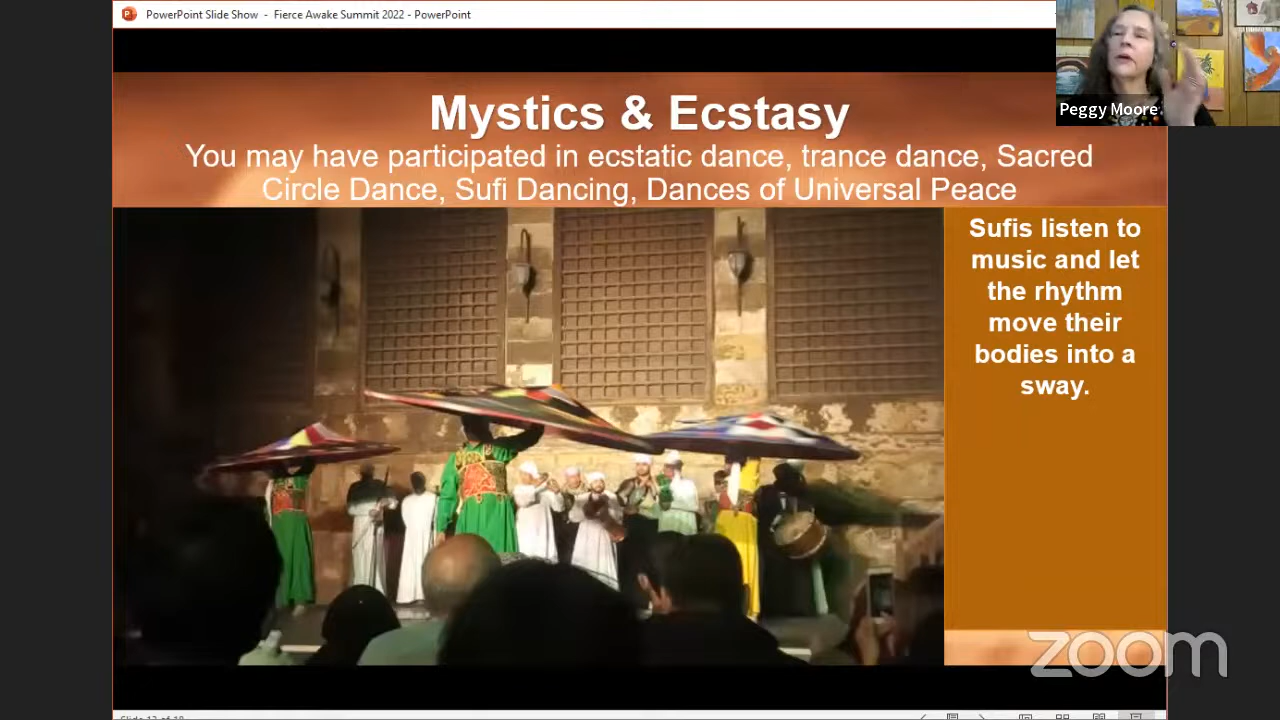 PowerPoint Slide Show - Fierce Awake Summit 2022 - PowerPoint
Peggy Moore
Mystics & Ecstasy
You may have participated in ecstatic dance, trance dance, Sacred
Circle Dance, Sufi Dancing, Dances of Universal Peace
Sufis listen to
music and let
the rhythm
move their
bodies into a
sway.
zoom